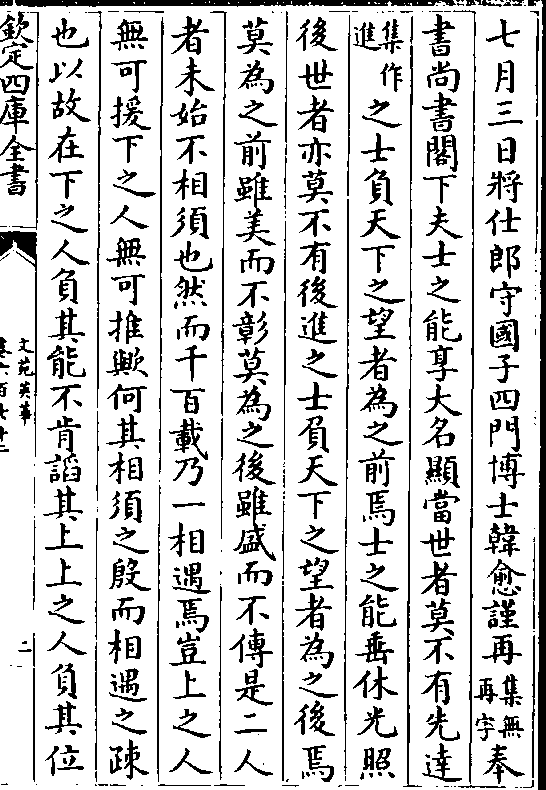 七月三日將仕郎守國子四門博士韓愈謹再集無再字奉
書尚書閣下夫士之能享大名顯當世者莫不有先達
集作進之士負天下之望者為之前焉士之能垂休光照
後世者亦莫不有後進之士負天下之望者為之後焉
莫為之前雖美而不彰莫為之後雖盛而不傳是二人
者未始不相須也然而千百載乃一相遇焉豈上之人
無可援下之人無可推歟何其相須之殷而相遇之疎
也以故在下之人負其能不肯謟其上上之人負其位
欽定四庫全書
文苑英華
二